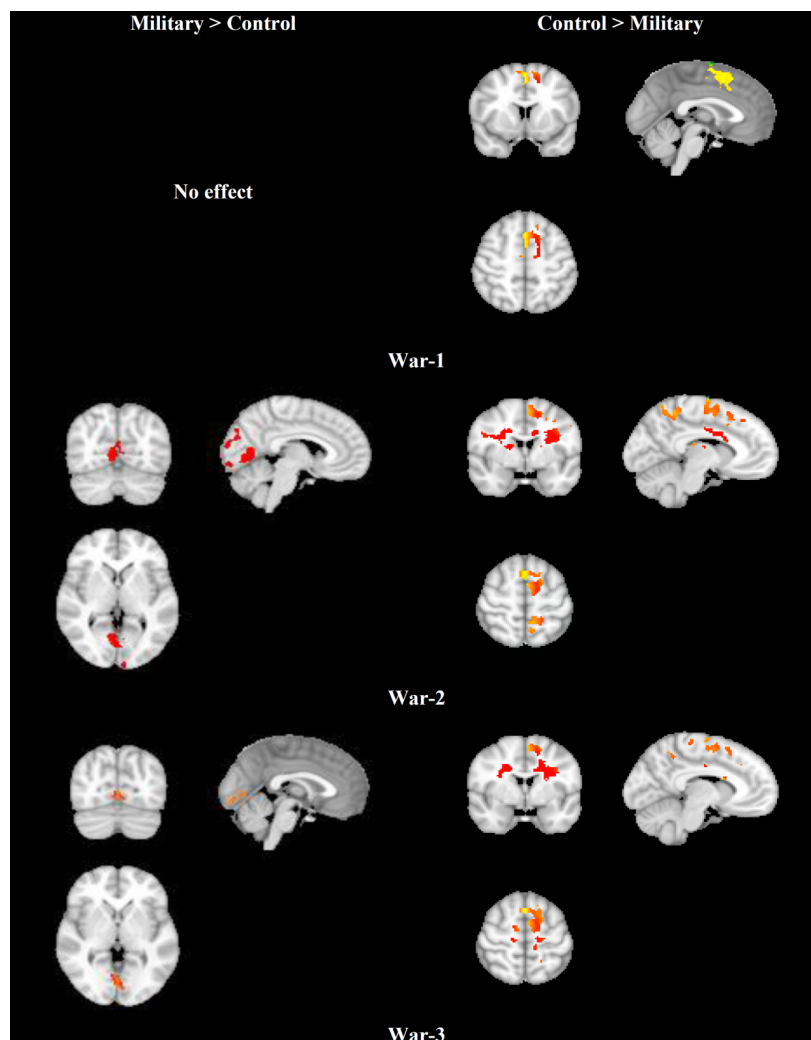 Military > Control
Control > Military
No effect
War-1
War-2
War-3